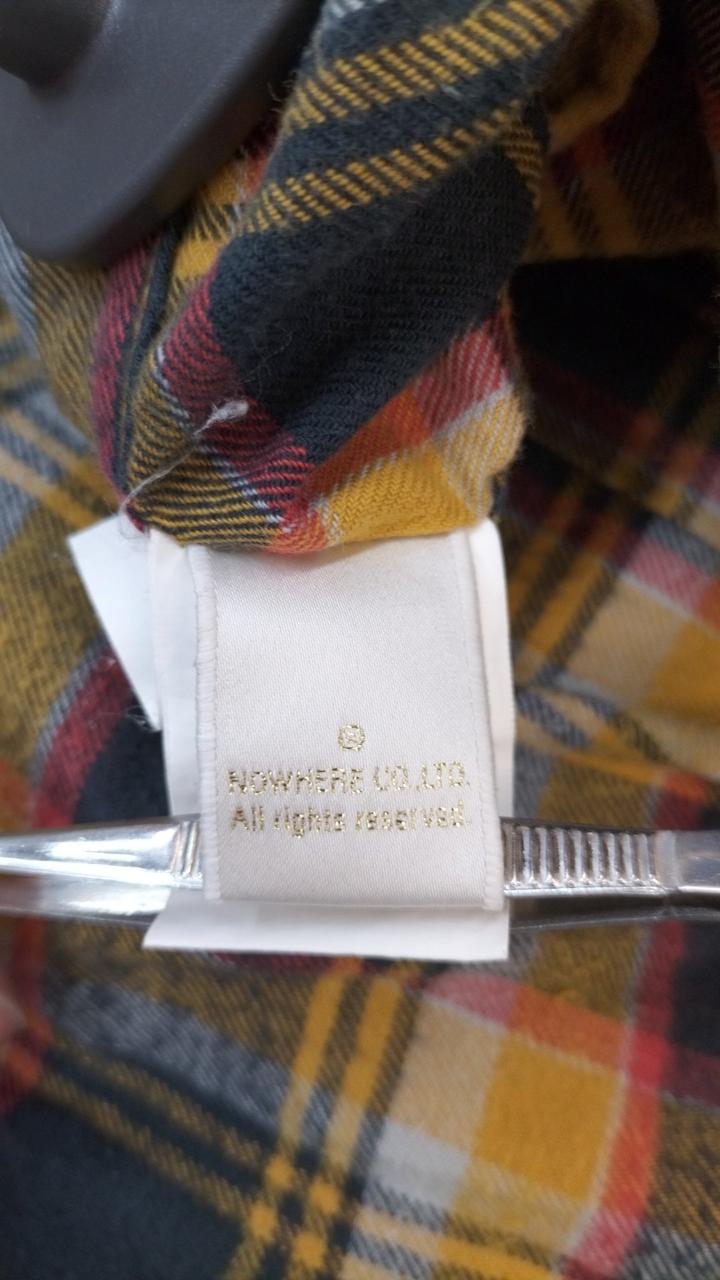 ©
NOWHERE CO.,LTD.
All rights reserved.